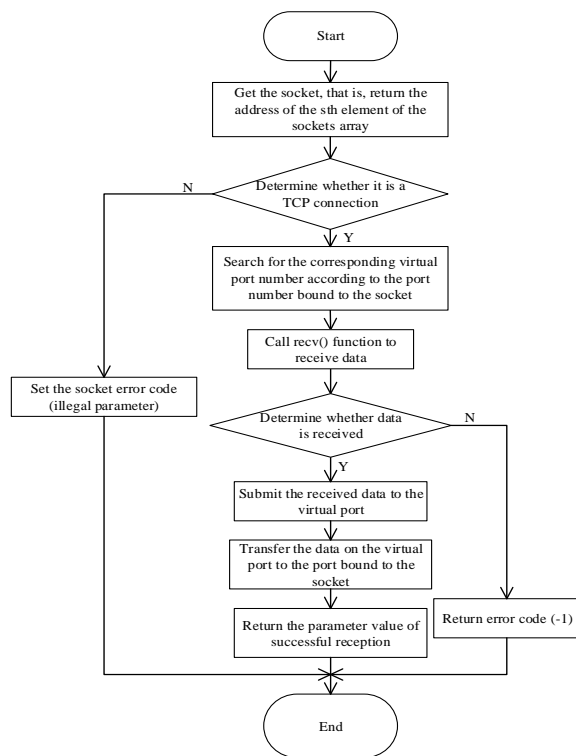 Start
Get the socket, that is, return the
address of the sth element of the
sockets array
N
Determine whether it is a
TCP connection
Y
Search for the corresponding virtual
port number according to the port
number bound to the socket
Call recv() function to
receive data
Set the socket error code
(illegal parameter)
Determine whether data
is received
N
Y
Submit the received data to the
virtual port
Transfer the data on the virtual
port to the port bound to the
socket
Return the parameter value of
successful reception
Return error code (-1)
End